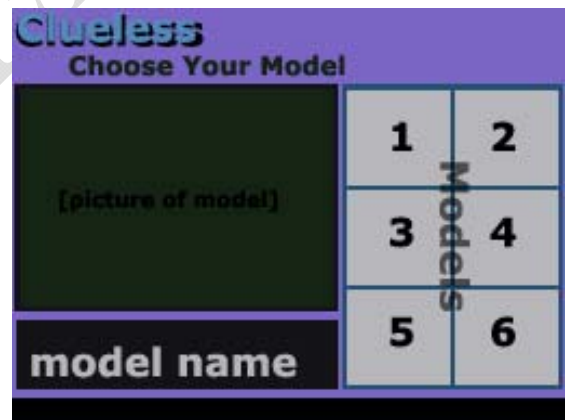 Clueless
Choose Your Model
[picture of model]
model name
1 2
3 4
5 6
Models